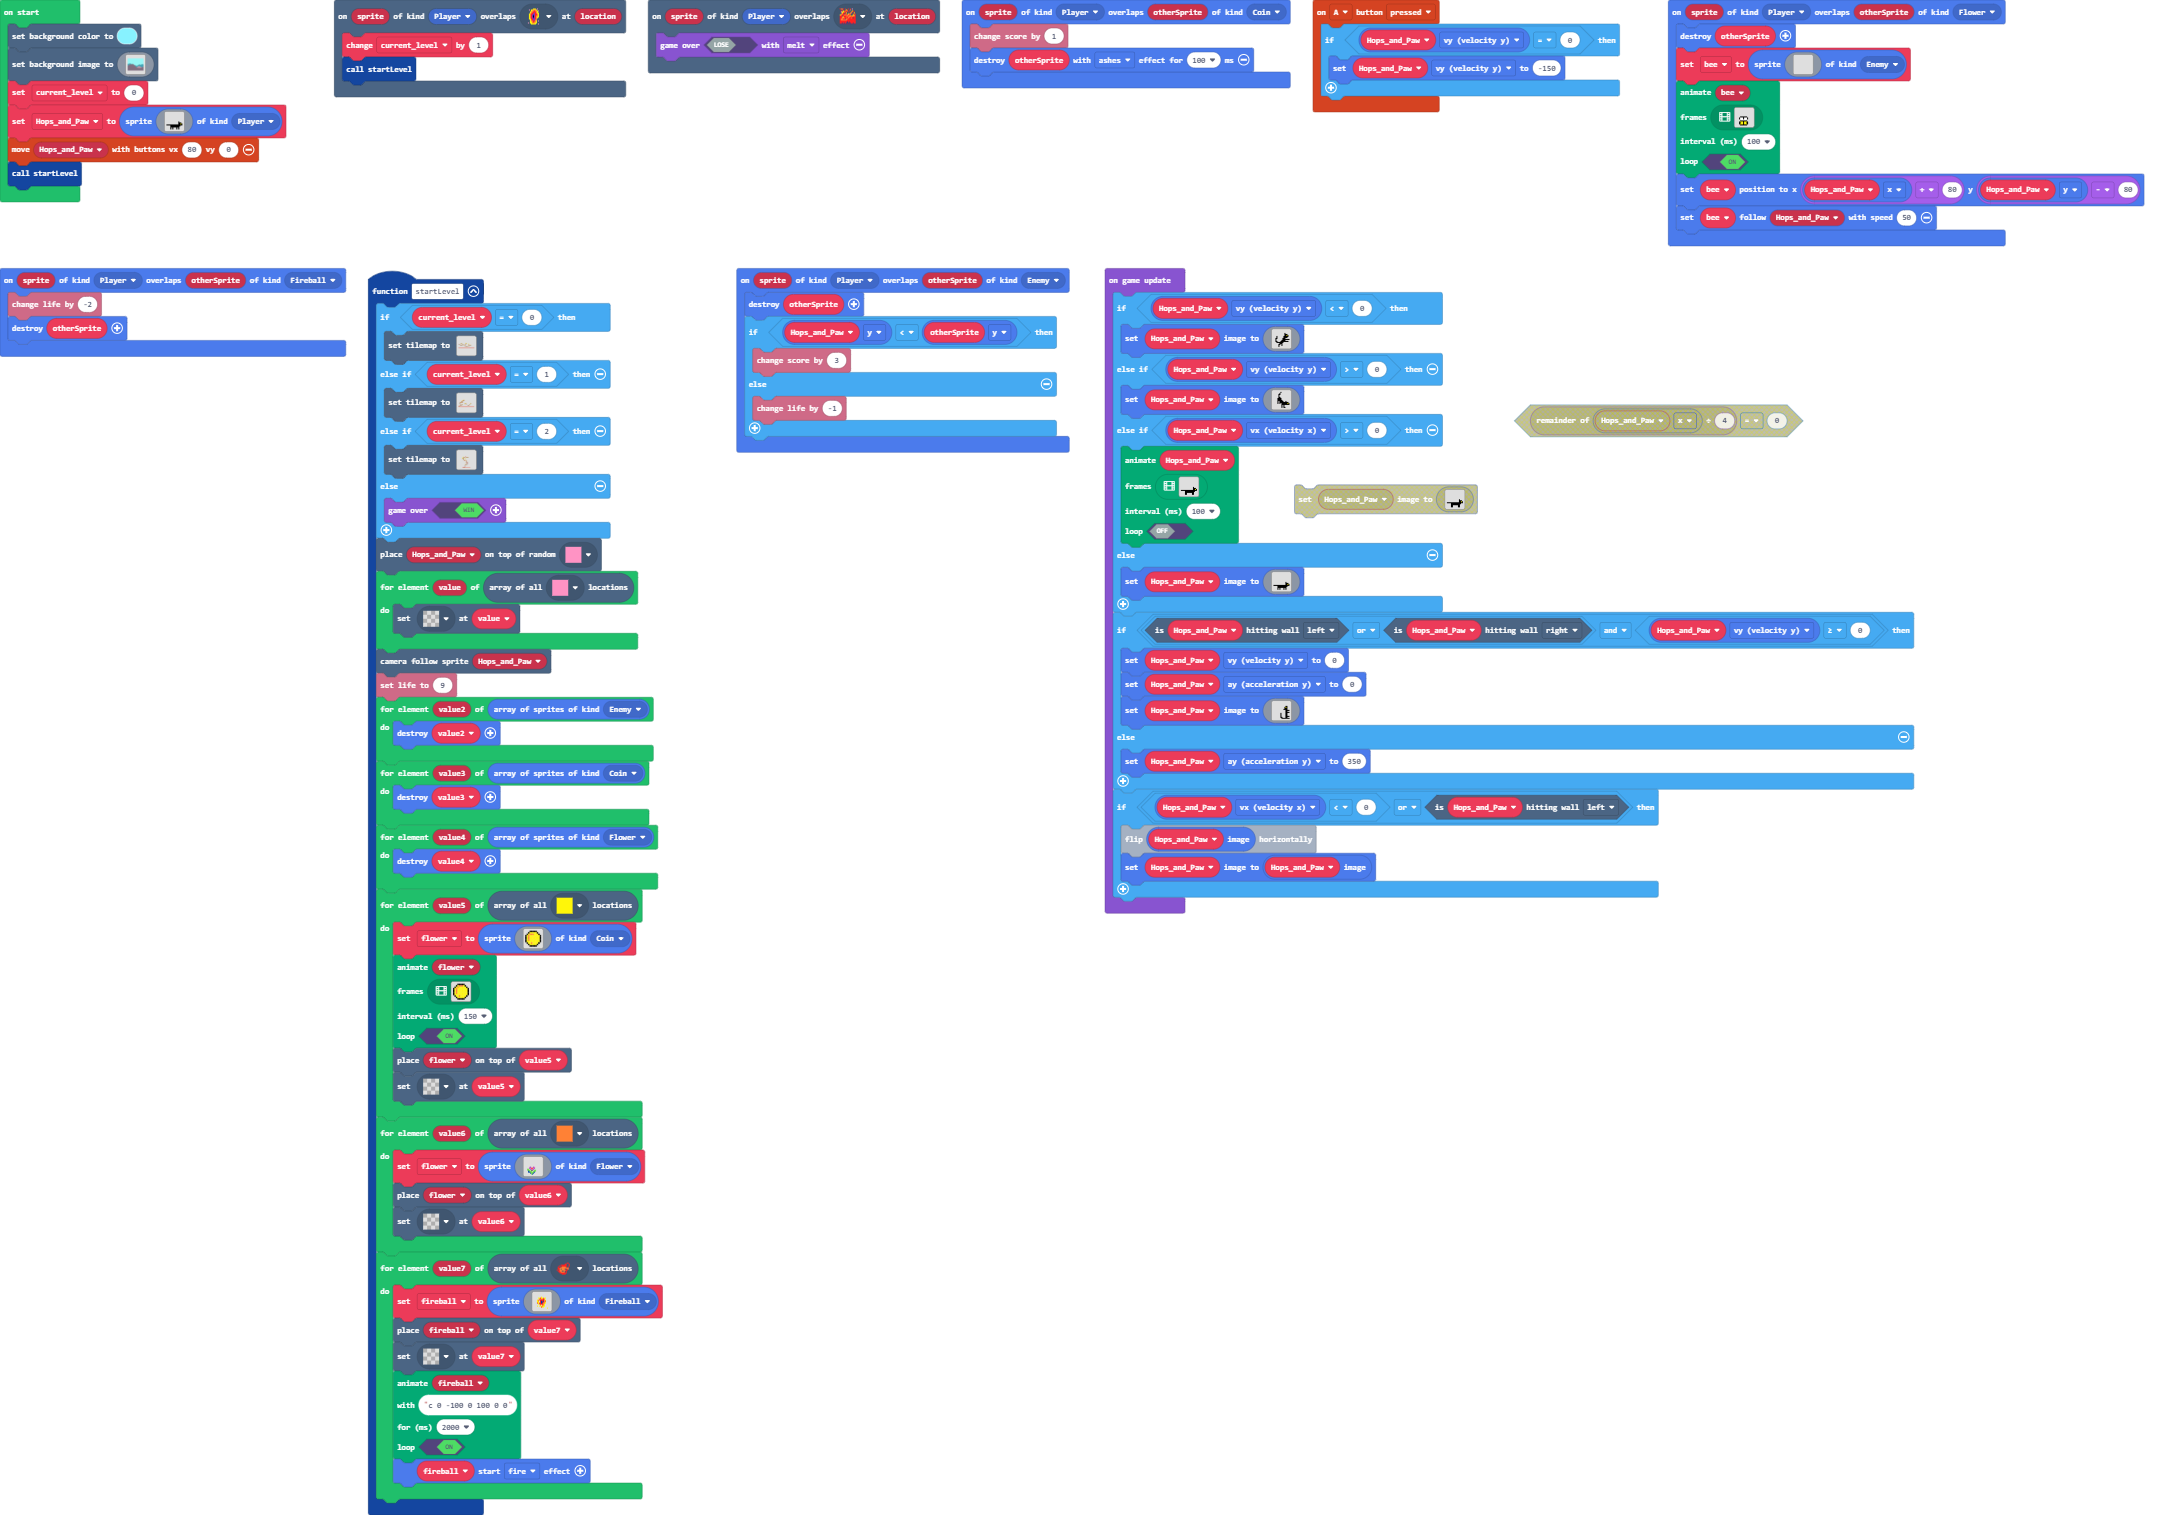 on start
set background color to
set background image to
set current_level to 0
set Hops_and_Paw to sprite of kind Player
move Hops_and_Paw with buttons vx 80 vy 0
call startLevel
on sprite of kind Player overlaps at location
change current_level by 1
call startLevel
on sprite of kind Player overlaps at location
game over LOSE with melt effect
on sprite of kind Player overlaps otherSprite of kind Coin
change score by 1
destroy otherSprite with ashes effect for 100 ms
on A button pressed
if Hops_and_Paw vy (velocity y) = 0 then
set Hops_and_Paw vy (velocity y) to -150
on sprite of kind Player overlaps otherSprite of kind Flower
destroy otherSprite
set bee to sprite of kind Enemy
animate bee
frames
interval (ms) 100
loop ON
set bee position to x Hops_and_Paw x + 80 y Hops_and_Paw y - 80
set bee follow Hops_and_Paw with speed 50
on sprite of kind Player overlaps otherSprite of kind Fireball
change life by -2
destroy otherSprite
function startLevel
if current_level = 0 then
set tilemap to
else if current_level = 1 then
set tilemap to
else if current_level = 2 then
set tilemap to
else
game over WIN
place Hops_and_Paw on top of random
for element value of array of all locations
do
set at value
camera follow sprite Hops_and_Paw
set life to 9
for element value2 of array of sprites of kind Enemy
do
destroy value2
for element value3 of array of sprites of kind Coin
do
destroy value3
for element value4 of array of sprites of kind Flower
do
destroy value4
for element value5 of array of all locations
do
set flower to sprite of kind Coin
animate flower
frames
interval (ms) 150
loop ON
place flower on top of value5
set at value5
for element value6 of array of all locations
do
set flower to sprite of kind Flower
place flower on top of value6
set at value6
for element value7 of array of all locations
do
set fireball to sprite of kind Fireball
place fireball on top of value7
set at value7
animate fireball
with "c 0 -100 0 100 0 0"
for (ms) 2000
loop ON
fireball start fire effect
on sprite of kind Player overlaps otherSprite of kind Enemy
destroy otherSprite
if Hops_and_Paw y < otherSprite y then
change score by 3
else
change life by -1
on game update
if Hops_and_Paw vy (velocity y) < 0 then
set Hops_and_Paw image to
else if Hops_and_Paw vy (velocity y) > 0 then
set Hops_and_Paw image to
else if Hops_and_Paw vx (velocity x) > 0 then
animate Hops_and_Paw
frames
interval (ms) 100
loop OFF
else
set Hops_and_Paw image to
if is Hops_and_Paw hitting wall left or is Hops_and_Paw hitting wall right and Hops_and_Paw vy (velocity y) ≥ 0 then
set Hops_and_Paw vy (velocity y) to 0
set Hops_and_Paw ay (acceleration y) to 0
set Hops_and_Paw image to
else
set Hops_and_Paw ay (acceleration y) to 350
if Hops_and_Paw vx (velocity x) < 0 or is Hops_and_Paw hitting wall left then
flip Hops_and_Paw image horizontally
set Hops_and_Paw image to Hops_and_Paw image
remainder of Hops_and_Paw x ÷ 4 = 0
set Hops_and_Paw image to